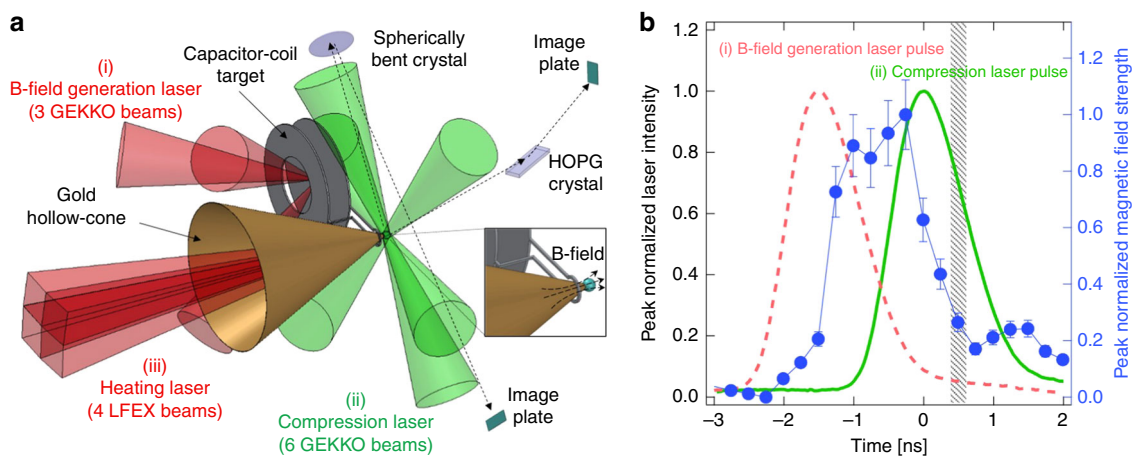 a
(i)
B-field generation laser
(3 GEKKO beams)
Capacitor-coil
target
Spherically
bent crystal
Image
plate
HOPG
crystal
Gold
hollow-cone
B-field
(iii)
Heating laser
(4 LFEX beams)
(ii)
Compression laser
(6 GEKKO beams)
Image
plate
b
(i) B-field generation laser pulse
(ii) Compression laser pulse
Peak normalized laser intensity
1.2
1.0
0.8
0.6
0.4
0.2
0.0
Peak normalized magnetic field strength
1.2
1.0
0.8
0.6
0.4
0.2
0.0
−3
−2
−1
0
1
2
Time [ns]